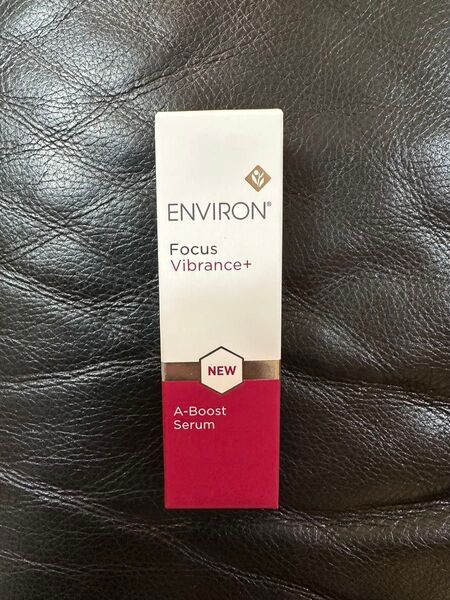 ENVIRON®
Focus
Vibrance+
NEW
A-Boost
Serum